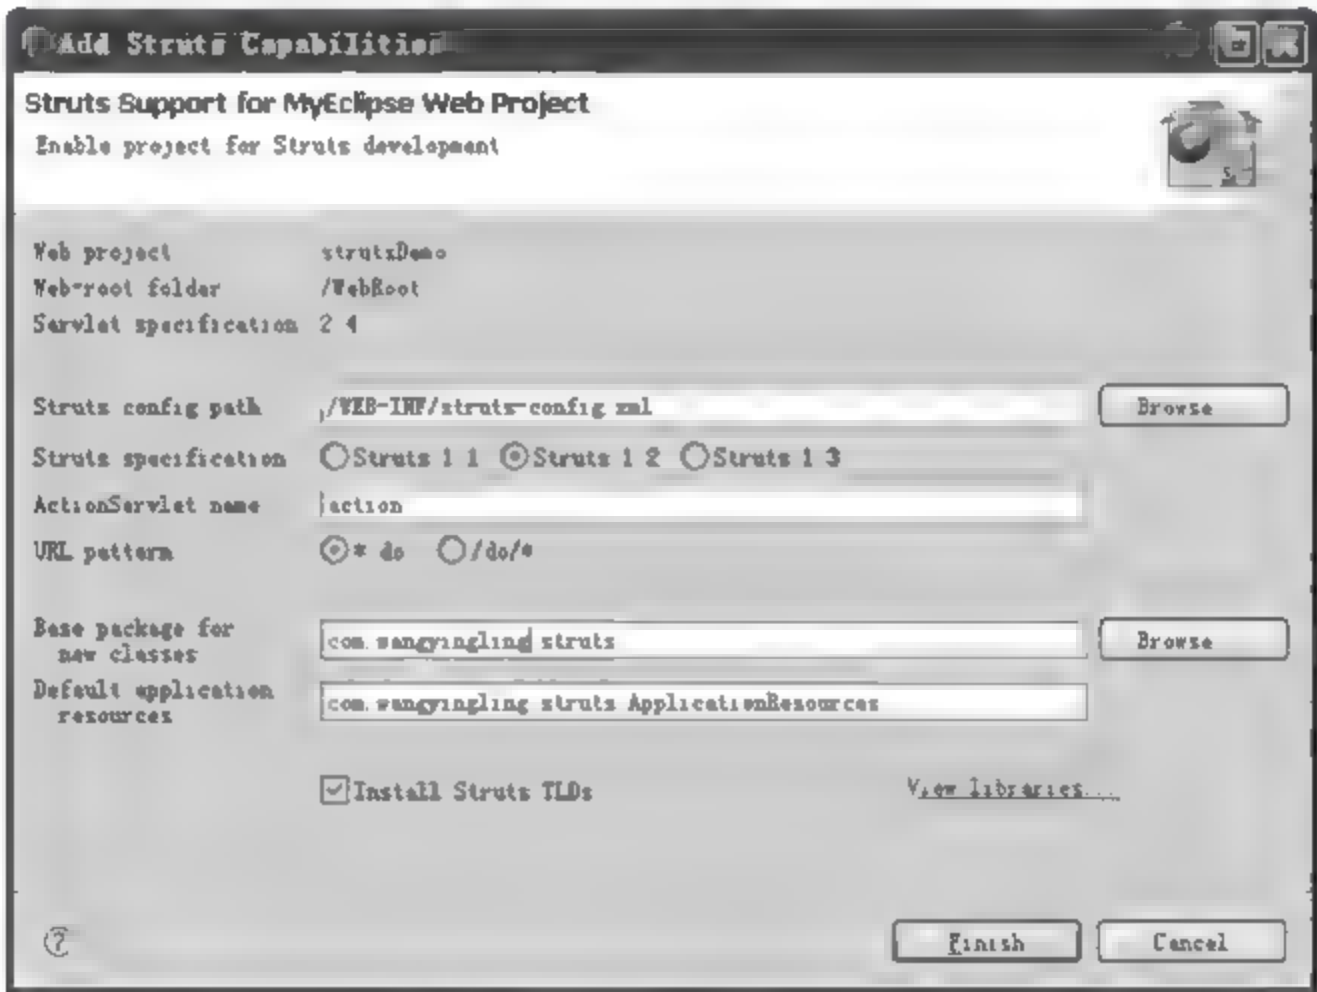 Add Struts Capabilities
Struts Support for MyEclipse Web Project
Enable project for Struts development
Web project strutsDemo
Web-root folder /WebRoot
Servlet specification 2 4
Struts config path /WEB-INF/struts-config xml Browse
Struts specification Struts 1 1 Struts 1 2 Struts 1 3
ActionServlet name action
URL pattern * do /do/*
Base package for
new classes com.wangyingling struts Browse
Default application
resources com.wangyingling struts ApplicationResources
Install Struts TLDs View libraries...
? Finish Cancel